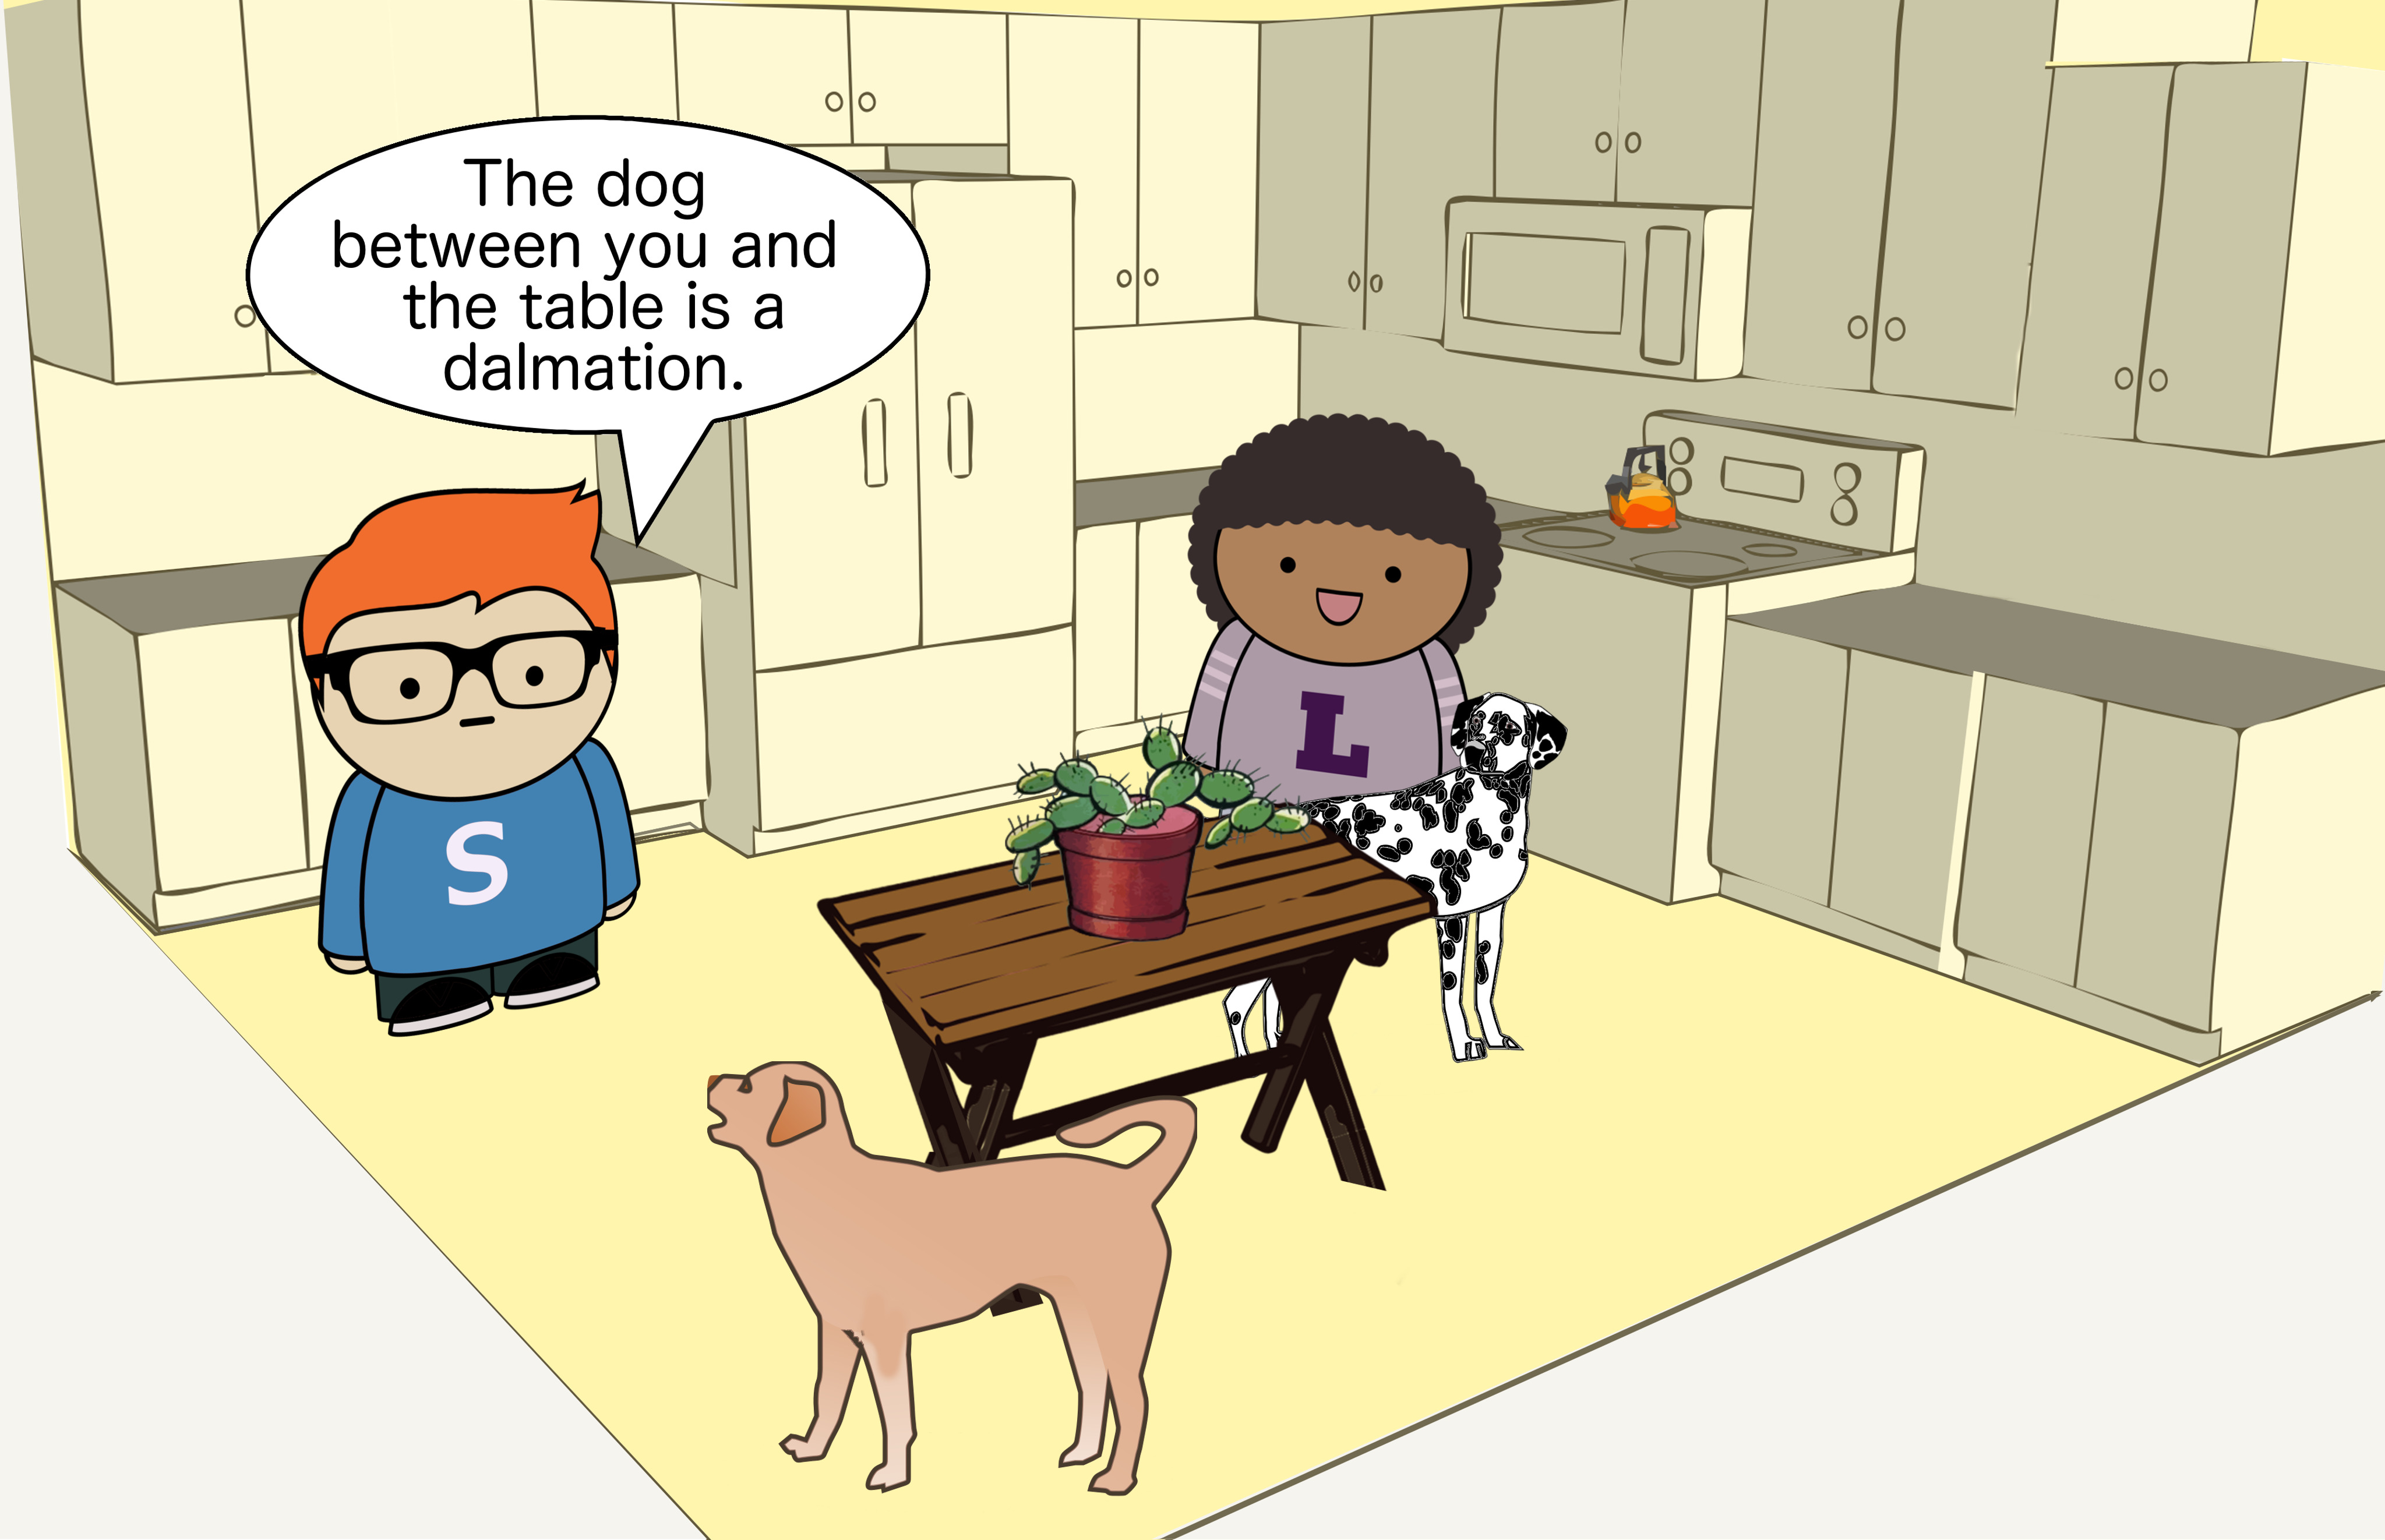 The dog
between you and
the table is a
dalmation.
S
L